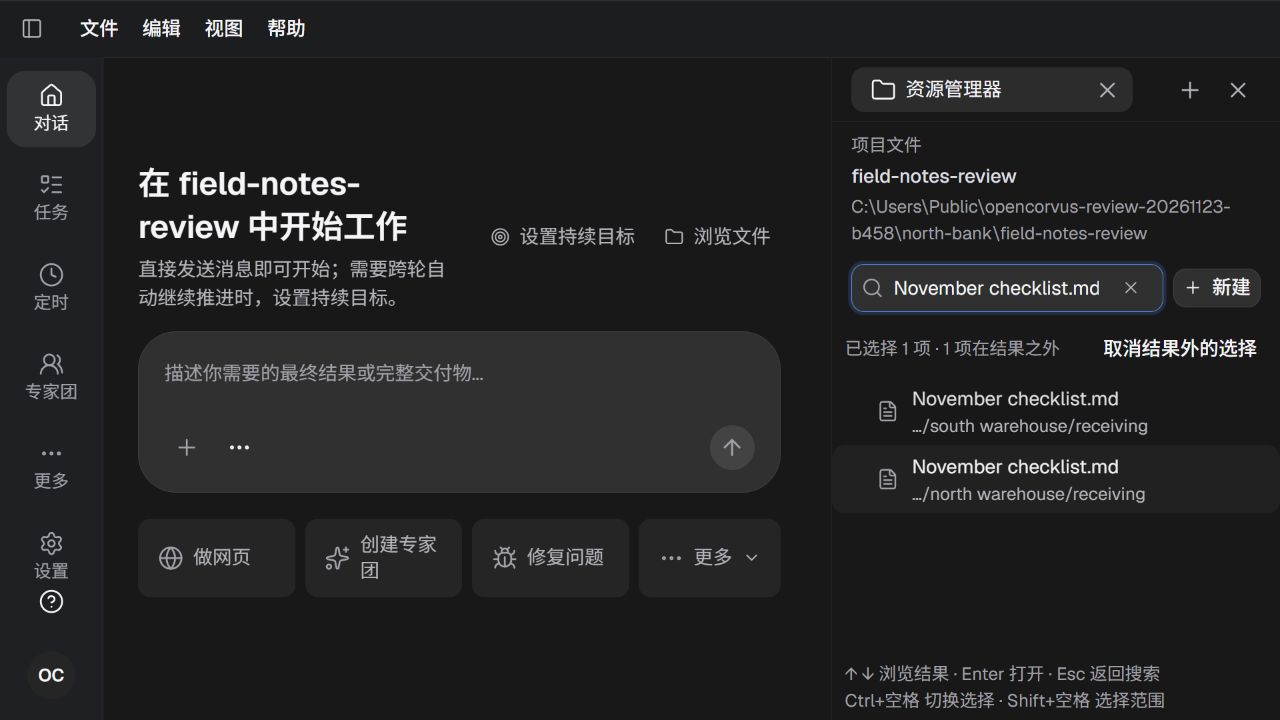 文件 编辑 视图 帮助
对话
任务
定时
专家团
更多
设置
OC
在 field-notes-
review 中开始工作
直接发送消息即可开始；需要跨轮自
动继续推进时，设置持续目标。
设置持续目标
浏览文件
描述你需要的最终结果或完整交付物...
做网页
创建专家
团
修复问题
更多
资源管理器
项目文件
field-notes-review
C:\Users\Public\opencorvus-review-20261123-
b458\north-bank\field-notes-review
November checklist.md
新建
已选择 1 项 · 1 项在结果之外
取消结果外的选择
November checklist.md
.../south warehouse/receiving
November checklist.md
.../north warehouse/receiving
↑↓ 浏览结果 · Enter 打开 · Esc 返回搜索
Ctrl+空格 切换选择 · Shift+空格 选择范围